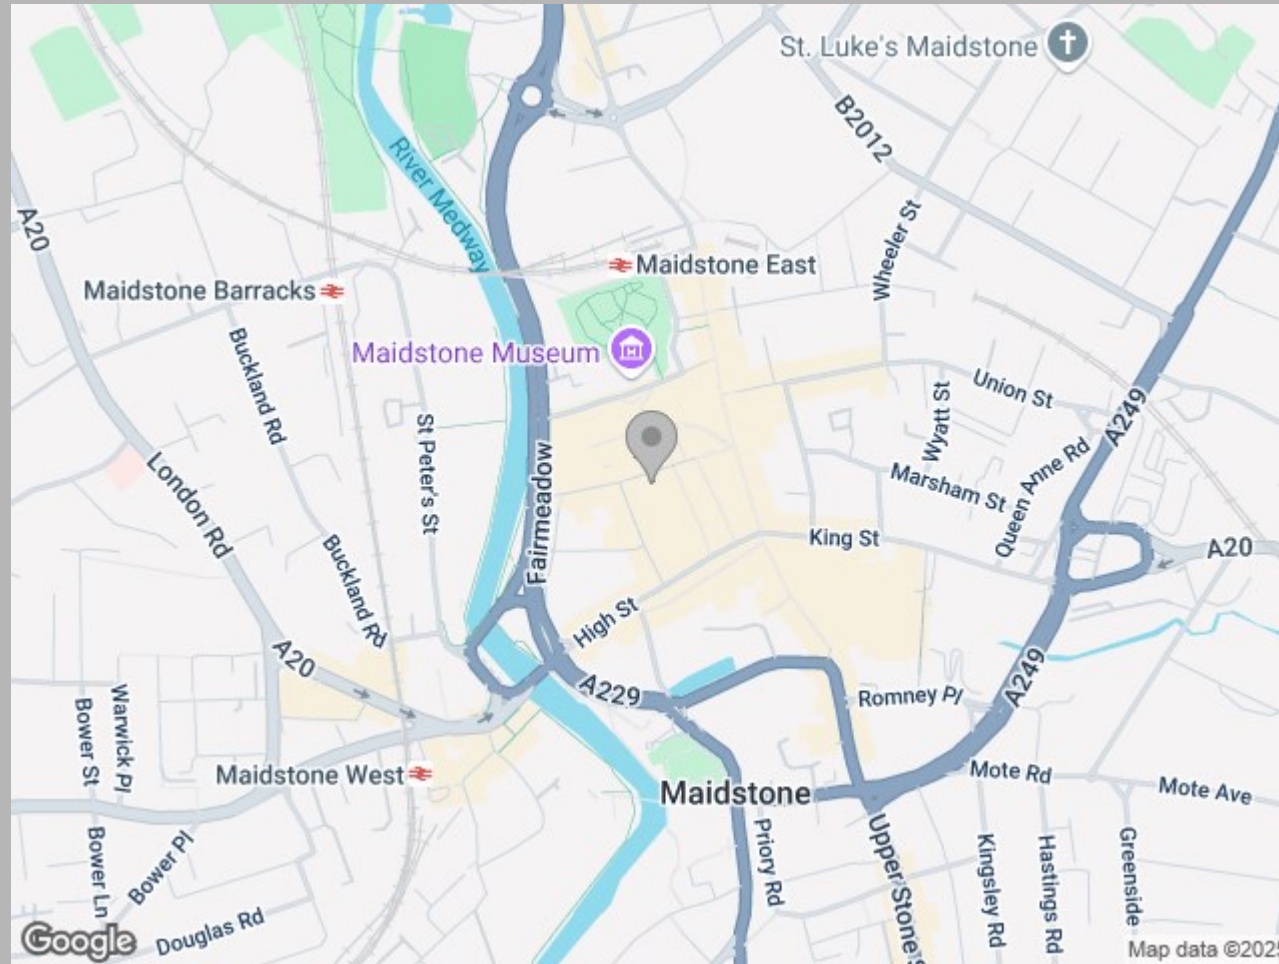 St. Luke's Maidstone
B2012
A20
River Medway
Wheeler St
Maidstone East
Maidstone Barracks
Maidstone Museum
Buckland Rd
Union St
Wyatt St
A249
St Peter's St
Queen Anne Rd
Marsham St
London Rd
Fairmeadow
King St
A20
Buckland Rd
High St
A20
A249
A229
Romney Pl
Warwick Pl
Bower St
Maidstone West
Mote Rd
Maidstone
Mote Ave
Bower Ln
Bower Pl
Priory Rd
Upper Stone
Kingsley Rd
Hastings Rd
Greenside
Douglas Rd
Google
Map data ©2025